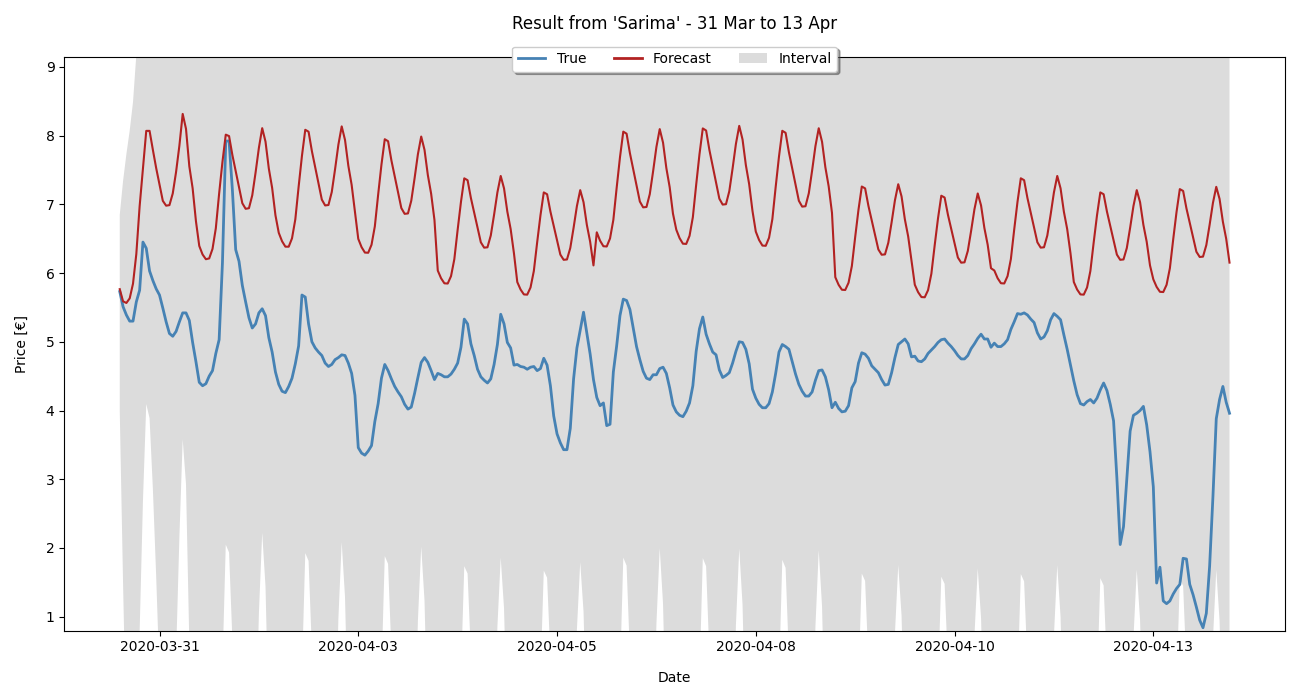 Result from 'Sarima' - 31 Mar to 13 Apr
True Forecast Interval
9
8
7
6
5
4
3
2
1
Price [€]
2020-03-31 2020-04-03 2020-04-05 2020-04-08 2020-04-10 2020-04-13
Date